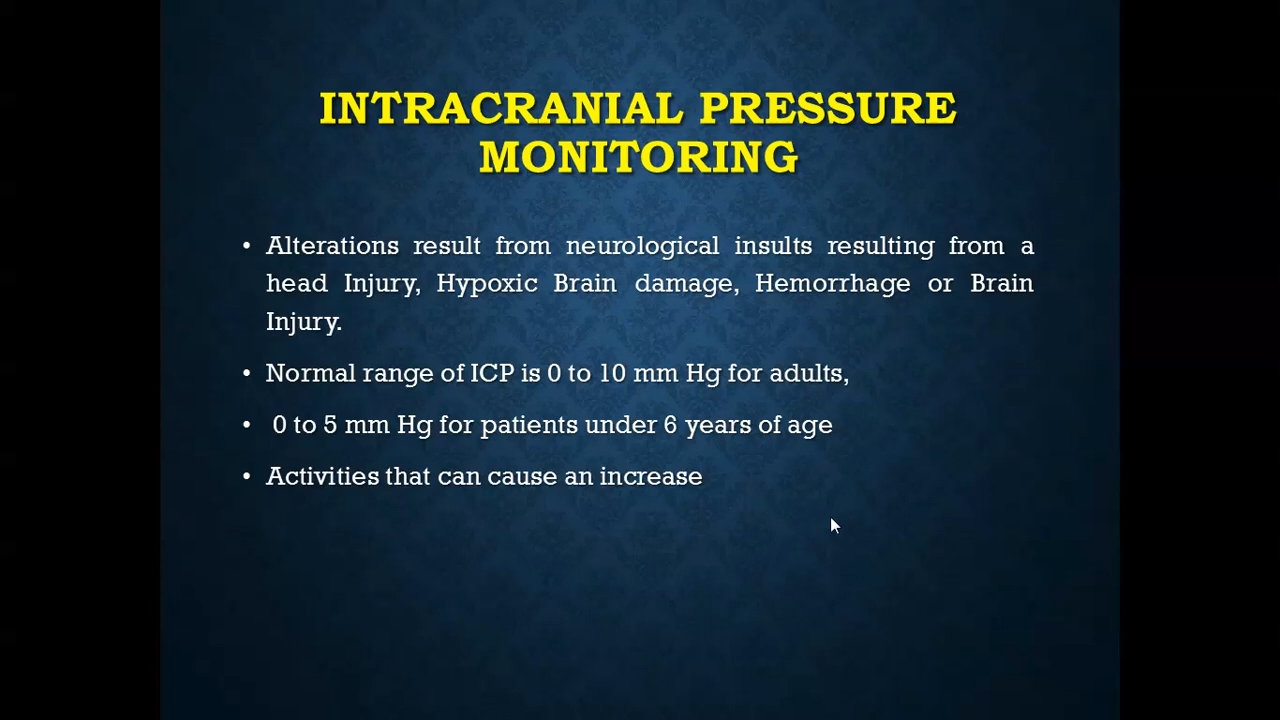 INTRACRANIAL PRESSURE
MONITORING
• Alterations result from neurological insults resulting from a
head Injury, Hypoxic Brain damage, Hemorrhage or Brain
Injury.
• Normal range of ICP is 0 to 10 mm Hg for adults,
• 0 to 5 mm Hg for patients under 6 years of age
• Activities that can cause an increase